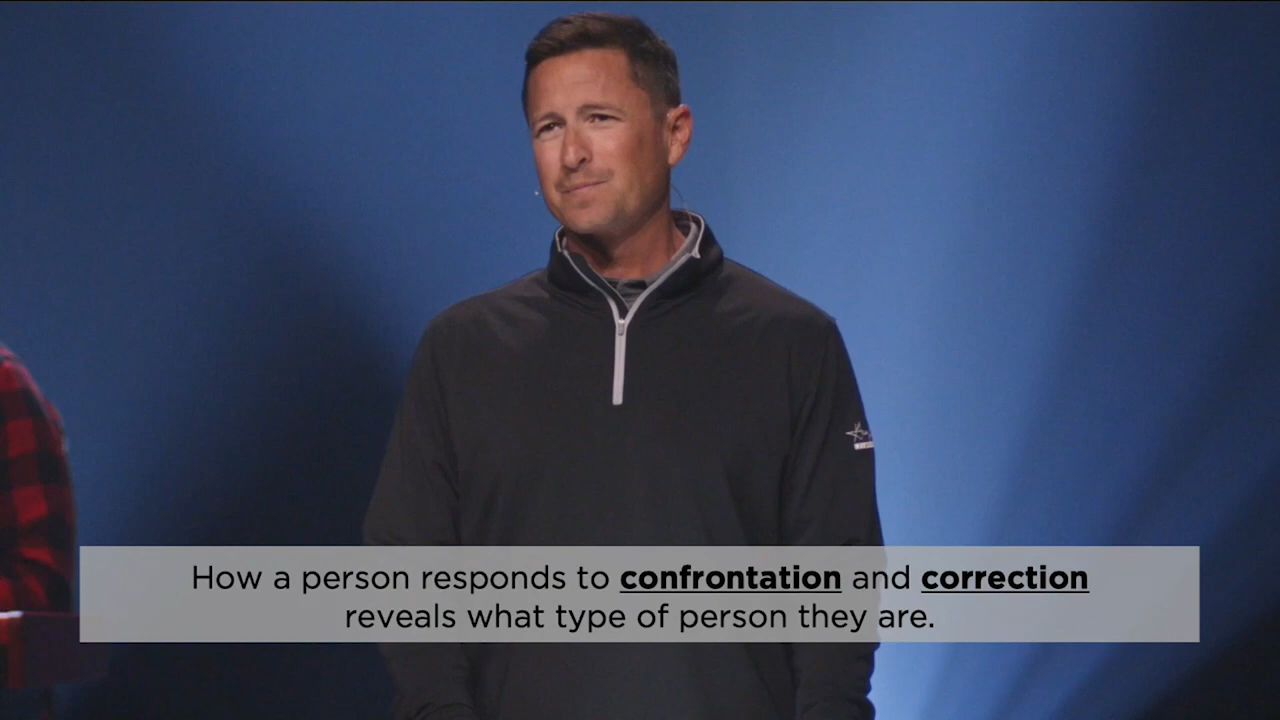 How a person responds to confrontation and correction
reveals what type of person they are.